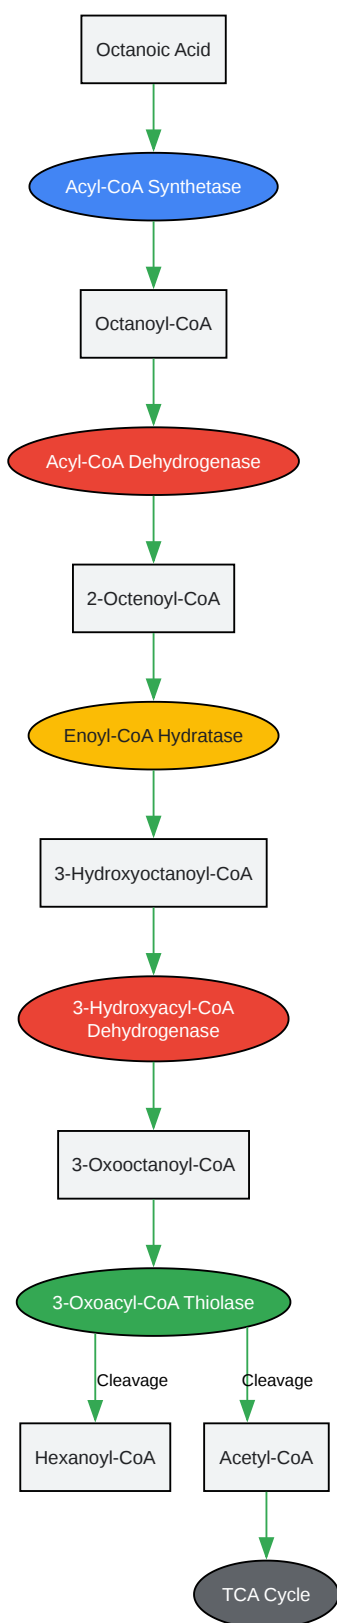 Octanoic Acid
Acyl-CoA Synthetase
Octanoyl-CoA
Acyl-CoA Dehydrogenase
2-Octenoyl-CoA
Enoyl-CoA Hydratase
3-Hydroxyoctanoyl-CoA
3-Hydroxyacyl-CoA
Dehydrogenase
3-Oxooctanoyl-CoA
3-Oxoacyl-CoA Thiolase
Cleavage
Cleavage
Hexanoyl-CoA
Acetyl-CoA
TCA Cycle